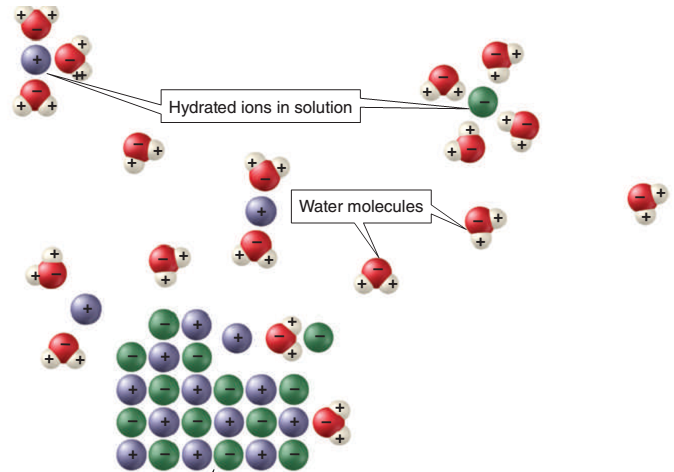 Hydrated ions in solution
Water molecules